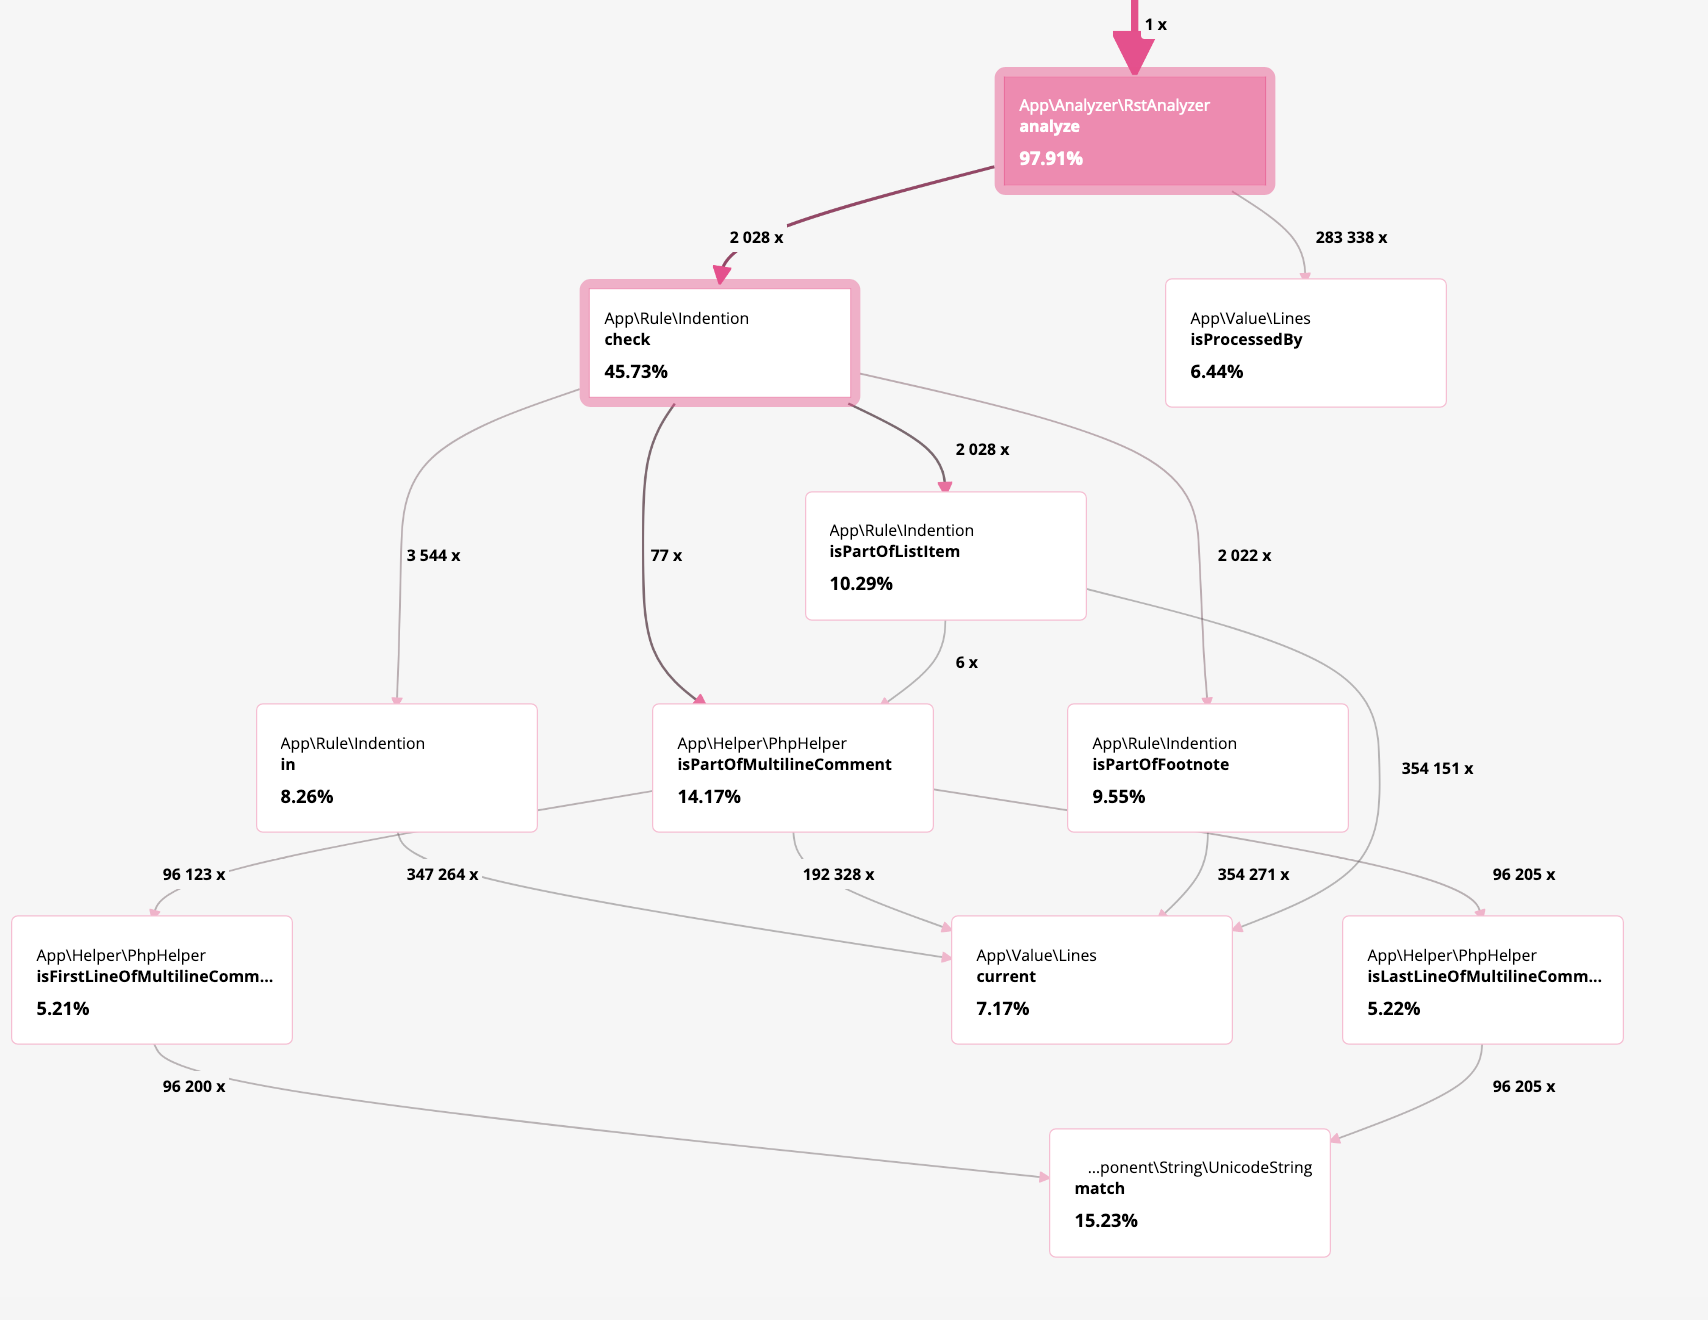 1 x
App\Analyzer\RstAnalyzer
analyze
97.91%
2 028 x
283 338 x
App\Rule\Indention
check
45.73%
App\Value\Lines
isProcessedBy
6.44%
2 028 x
App\Rule\Indention
isPartOfListItem
10.29%
3 544 x
77 x
2 022 x
6 x
App\Rule\Indention
in
8.26%
App\Helper\PhpHelper
isPartOfMultilineComment
14.17%
App\Rule\Indention
isPartOfFootnote
9.55%
354 151 x
96 123 x
347 264 x
192 328 x
354 271 x
96 205 x
App\Helper\PhpHelper
isFirstLineOfMultilineComm...
5.21%
App\Value\Lines
current
7.17%
App\Helper\PhpHelper
isLastLineOfMultilineComm...
5.22%
96 200 x
96 205 x
...ponent\String\UnicodeString
match
15.23%